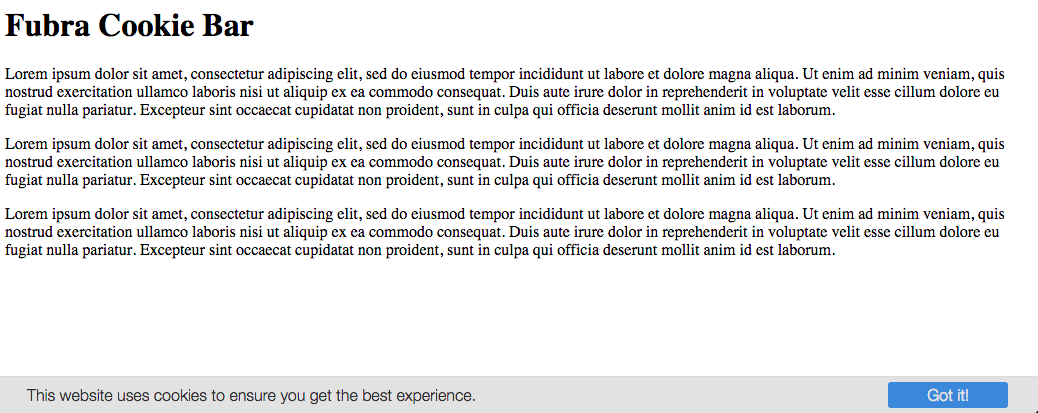 Fubra Cookie Bar
Lorem ipsum dolor sit amet, consectetur adipiscing elit, sed do eiusmod tempor incididunt ut labore et dolore magna aliqua. Ut enim ad minim veniam, quis
nostrud exercitation ullamco laboris nisi ut aliquip ex ea commodo consequat. Duis aute irure dolor in reprehenderit in voluptate velit esse cillum dolore eu
fugiat nulla pariatur. Excepteur sint occaecat cupidatat non proident, sunt in culpa qui officia deserunt mollit anim id est laborum.
Lorem ipsum dolor sit amet, consectetur adipiscing elit, sed do eiusmod tempor incididunt ut labore et dolore magna aliqua. Ut enim ad minim veniam, quis
nostrud exercitation ullamco laboris nisi ut aliquip ex ea commodo consequat. Duis aute irure dolor in reprehenderit in voluptate velit esse cillum dolore eu
fugiat nulla pariatur. Excepteur sint occaecat cupidatat non proident, sunt in culpa qui officia deserunt mollit anim id est laborum.
Lorem ipsum dolor sit amet, consectetur adipiscing elit, sed do eiusmod tempor incididunt ut labore et dolore magna aliqua. Ut enim ad minim veniam, quis
nostrud exercitation ullamco laboris nisi ut aliquip ex ea commodo consequat. Duis aute irure dolor in reprehenderit in voluptate velit esse cillum dolore eu
fugiat nulla pariatur. Excepteur sint occaecat cupidatat non proident, sunt in culpa qui officia deserunt mollit anim id est laborum.
This website uses cookies to ensure you get the best experience.
Got it!